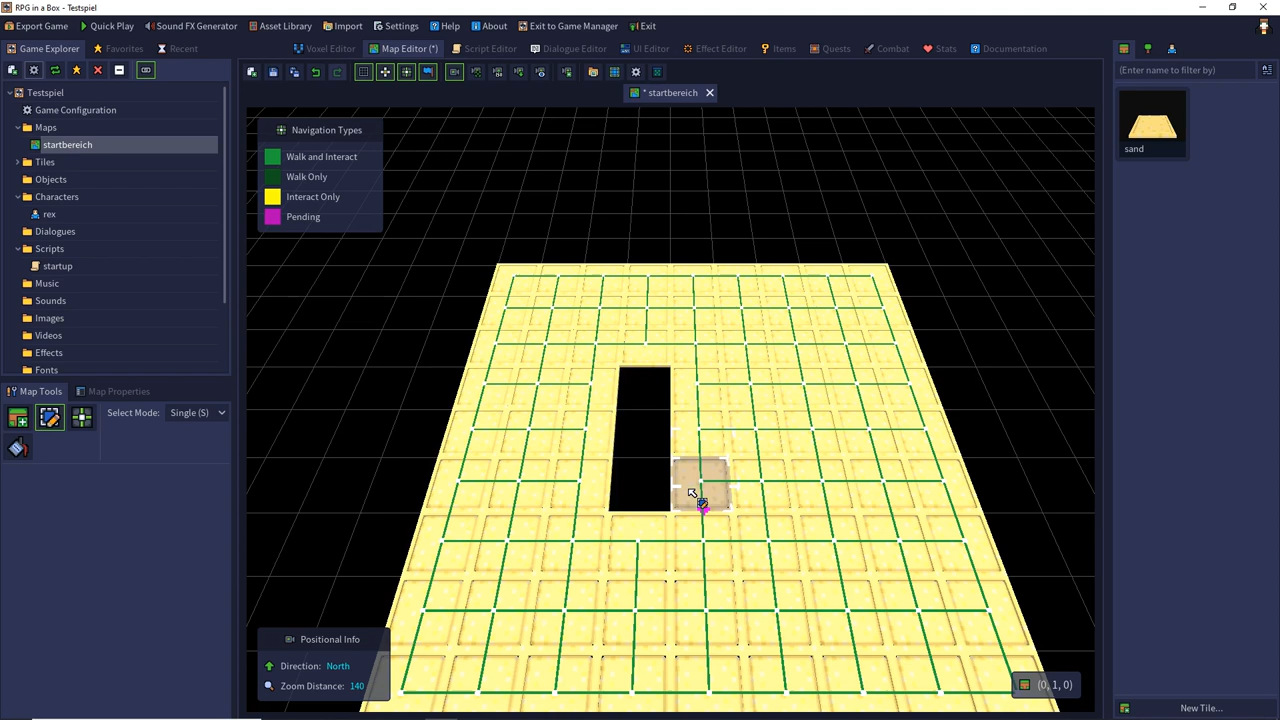 RPG in a Box - Testspiel
Export Game Quick Play Sound FX Generator Asset Library Import Settings Help About Exit to Game Manager Exit
Game Explorer Favorites Recent Voxel Editor Map Editor (*) Script Editor Dialogue Editor UI Editor Effect Editor Items Quests Combat Stats Documentation
(Enter name to filter by)
* startbereich
Testspiel
Game Configuration
Maps
startbereich
Tiles
Objects
Characters
rex
Dialogues
Scripts
startup
Music
Sounds
Images
Videos
Effects
Fonts
Navigation Types
Walk and Interact
Walk Only
Interact Only
Pending
sand
Map Tools Map Properties
Select Mode: Single (S)
Positional Info
Direction: North
Zoom Distance: 140
(0, 1, 0)
New Tile...